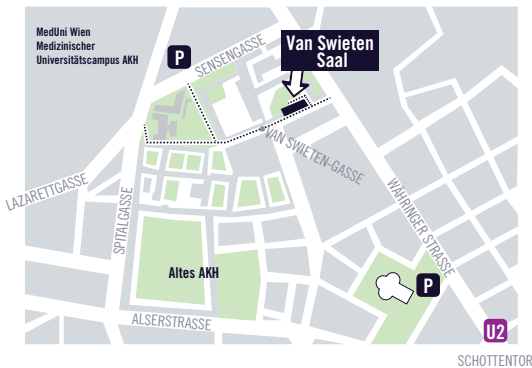 MedUni Wien
Medizinischer
Universitätscampus AKH
P
SENSENGASSE
Van Swieten
Saal
VAN SWIETEN-GASSE
LAZARETTGASSE
SPITALGASSE
WÄHRINGER STRASSE
Altes AKH
P
ALSERSTRASSE
U2
SCHOTTENTOR